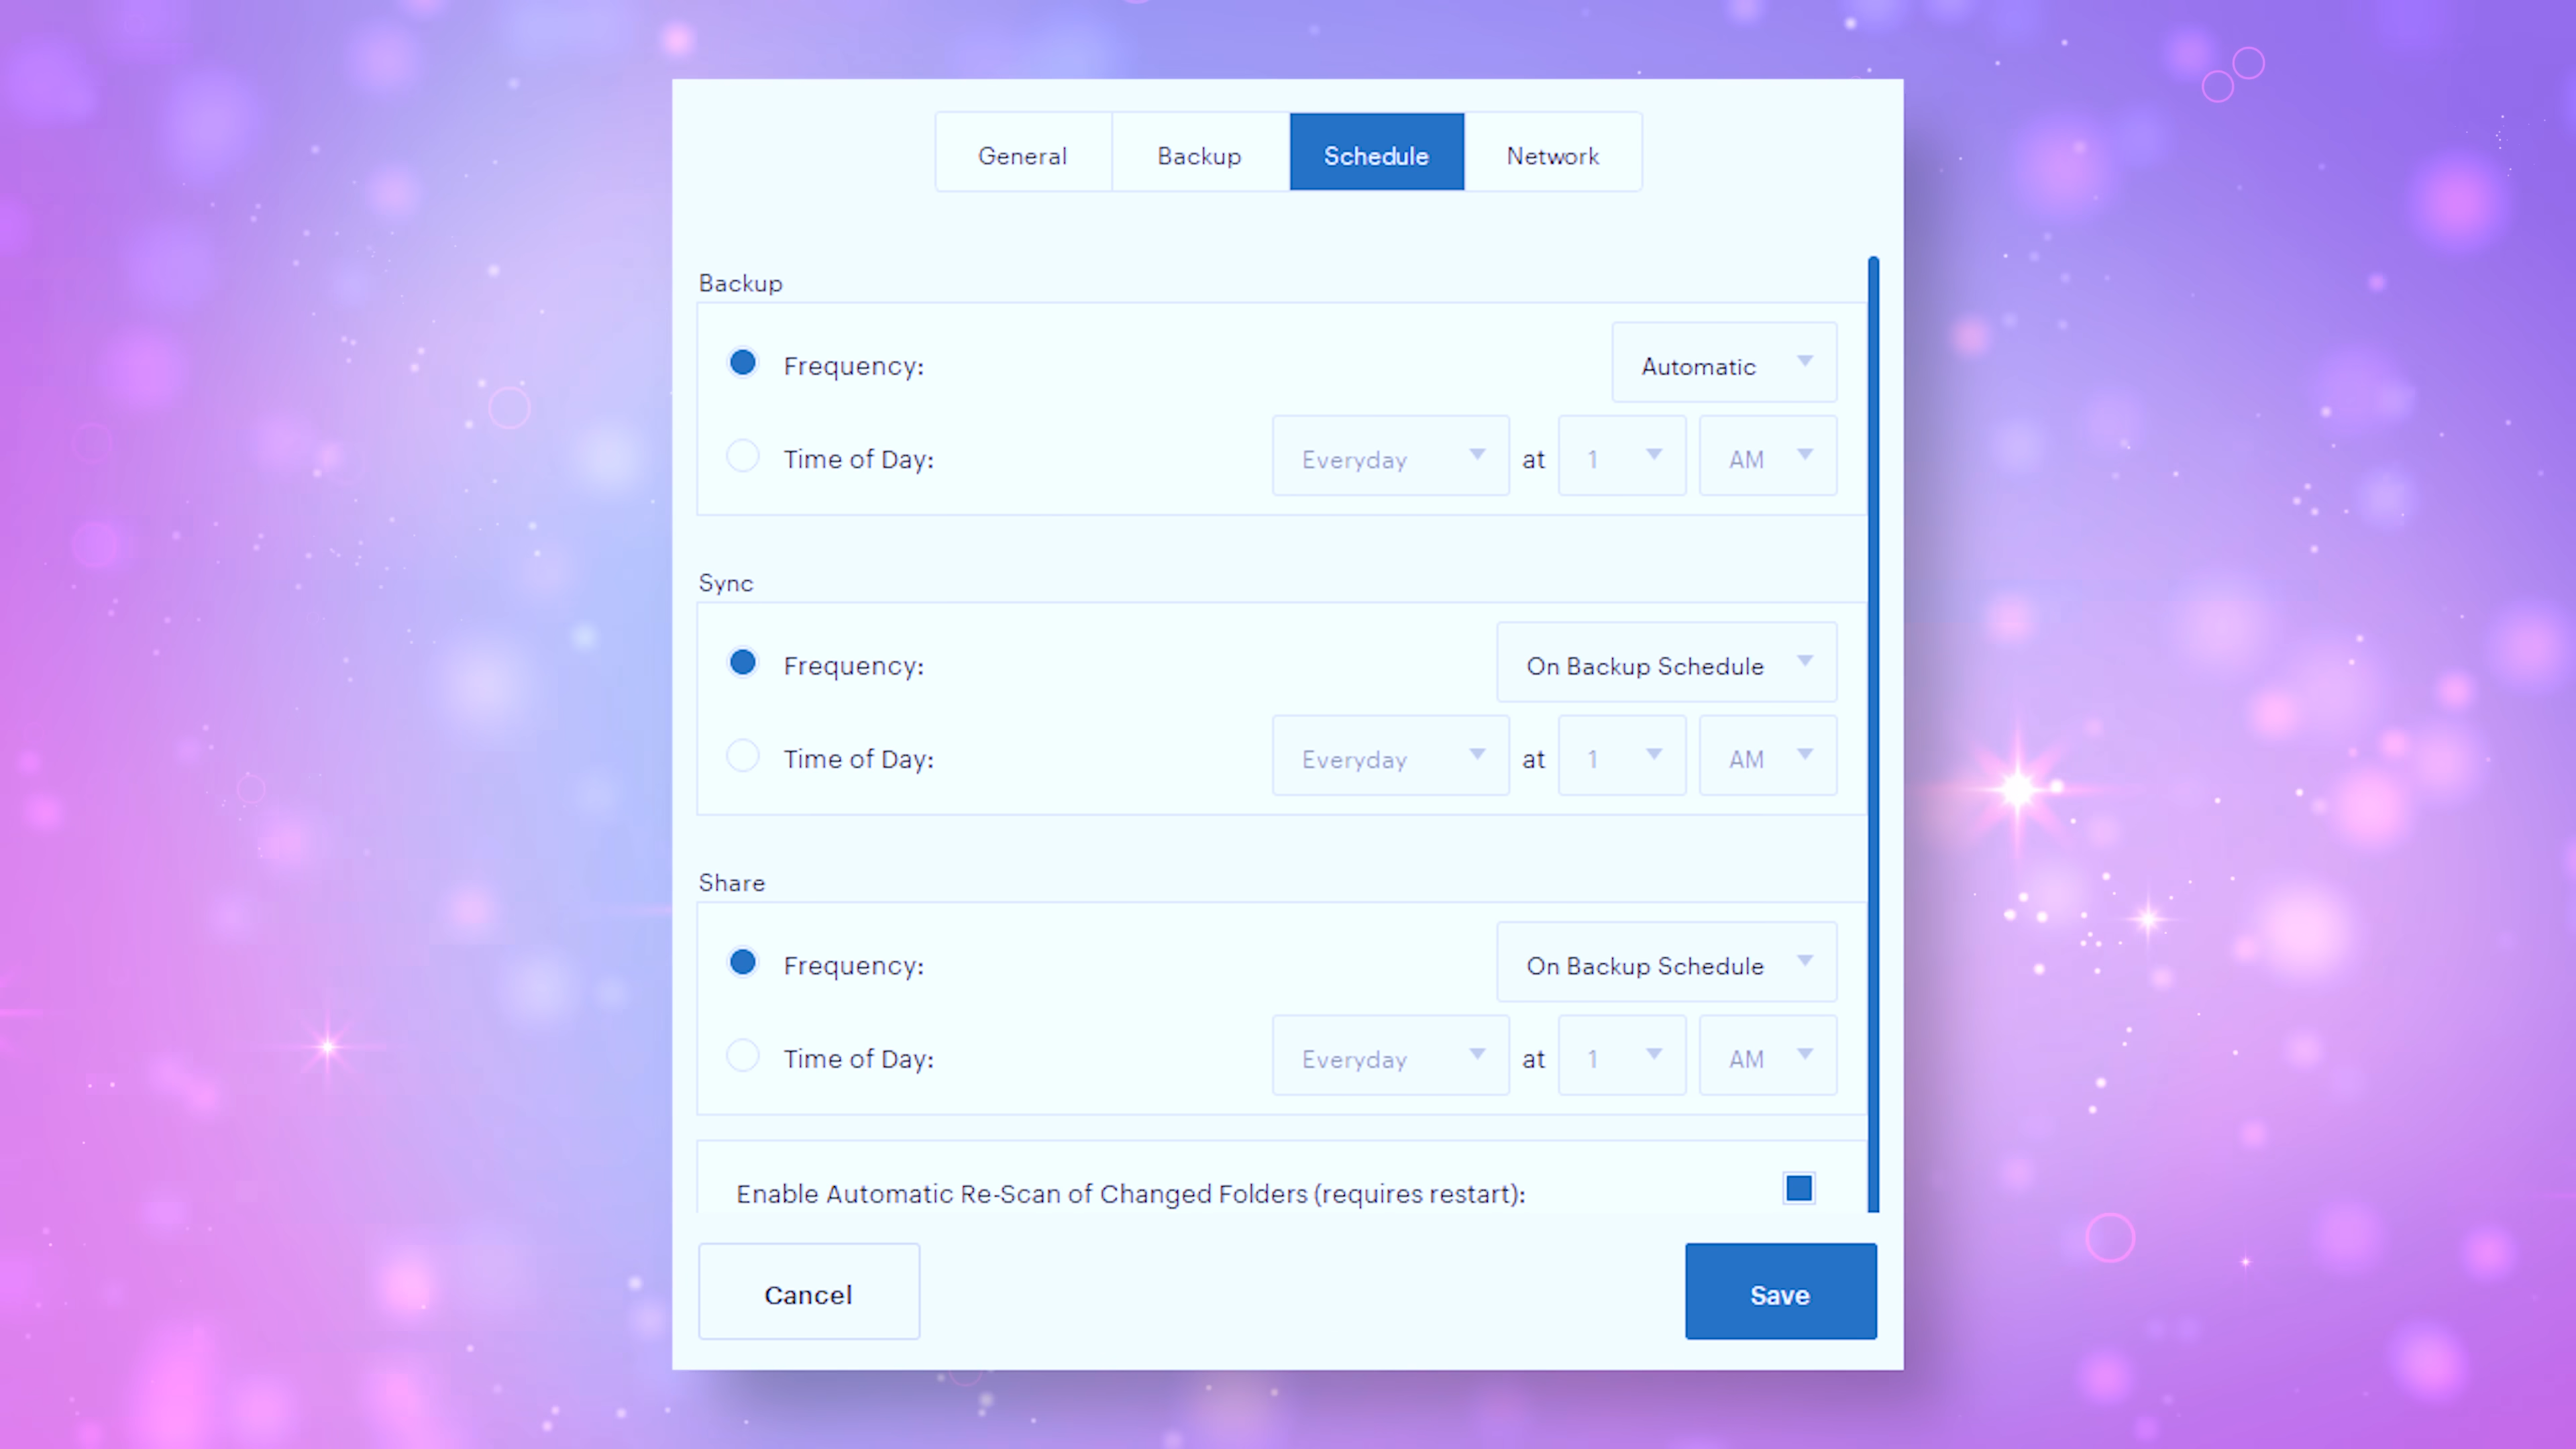 General Backup Schedule Network
Backup
Frequency: Automatic
Time of Day: Everyday at 1 AM
Sync
Frequency: On Backup Schedule
Time of Day: Everyday at 1 AM
Share
Frequency: On Backup Schedule
Time of Day: Everyday at 1 AM
Enable Automatic Re-Scan of Changed Folders (requires restart):
Cancel Save